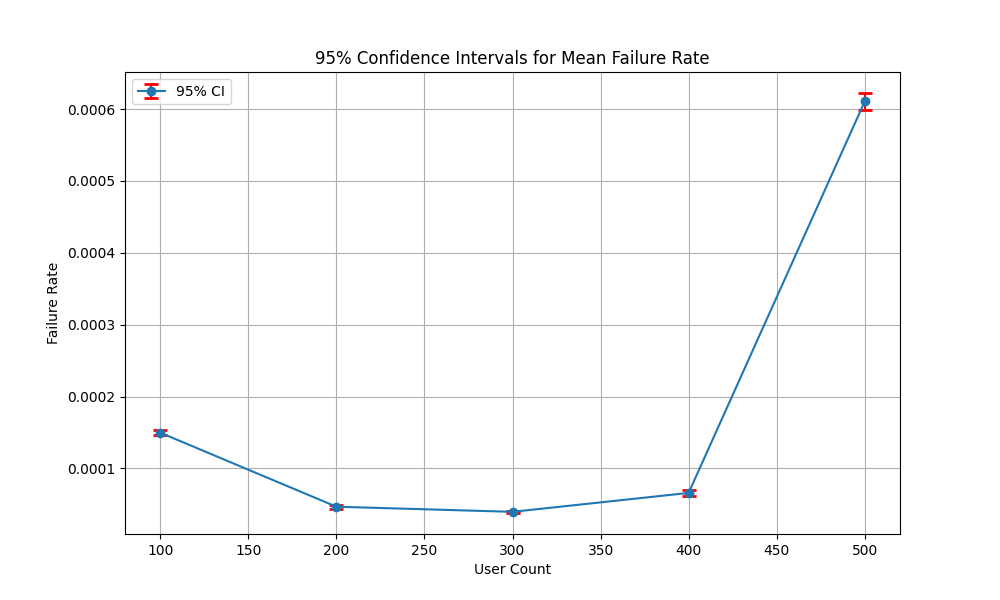 95% Confidence Intervals for Mean Failure Rate
95% CI
0.0006
0.0005
0.0004
0.0003
0.0002
0.0001
Failure Rate
100 150 200 250 300 350 400 450 500
User Count